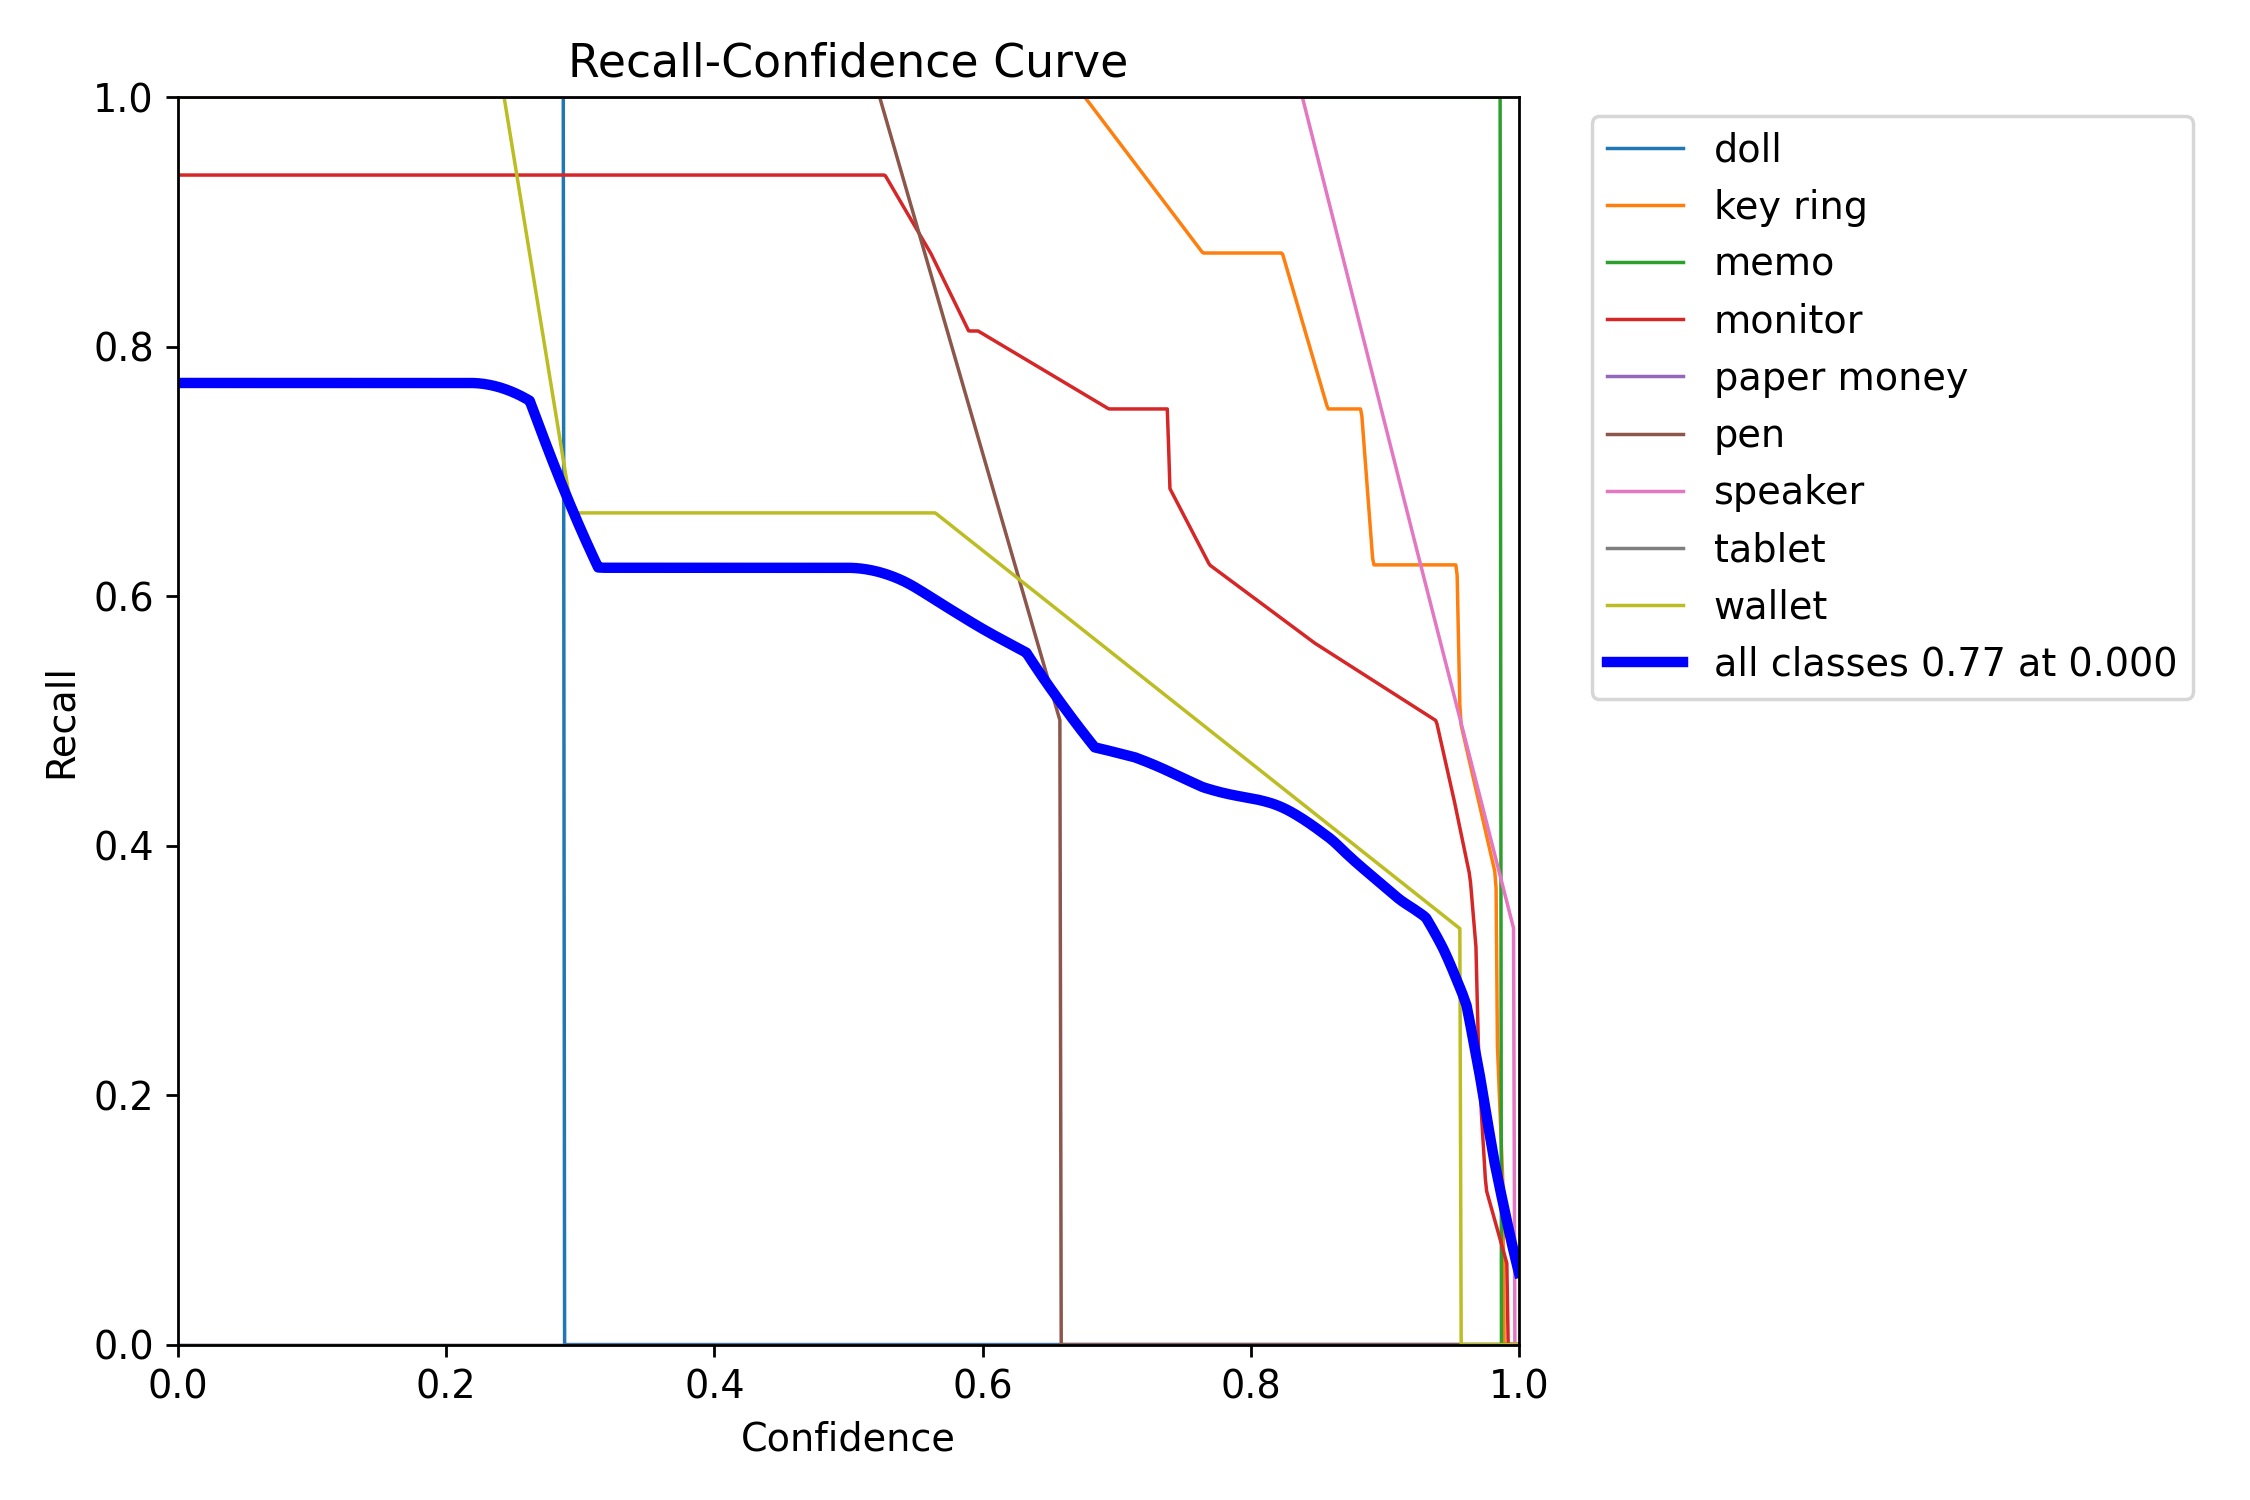 Recall-Confidence Curve
1.0
0.8
0.6
0.4
0.2
0.0
Recall
0.0 0.2 0.4 0.6 0.8 1.0
Confidence
doll
key ring
memo
monitor
paper money
pen
speaker
tablet
wallet
all classes 0.77 at 0.000